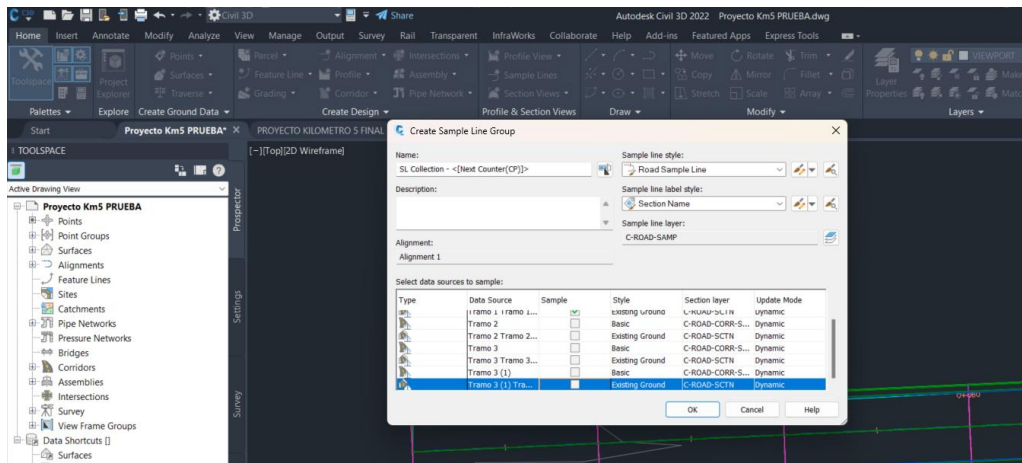 Civil 3D
Share
Autodesk Civil 3D 2022 Proyecto Km5 PRUEBA.dwg
Home Insert Annotate Modify Analyze View Manage Output Survey Rail Transparent InfraWorks Collaborate Help Add-ins Featured Apps Express Tools
Toolspace
Project Explorer
Points
Surfaces
Traverse
Parcel
Feature Line
Grading
Alignment
Profile
Corridor
Intersections
Assembly
Pipe Network
Profile View
Sample Lines
Section Views
Move Rotate Trim
Copy Mirror Fillet
Stretch Scale Array
Layer Properties
VIEWPORT
Palettes Explore Create Ground Data Create Design Profile & Section Views Draw Modify Layers
Start Proyecto Km5 PRUEBA* PROYECTO KILOMETRO 5 FINAL
TOOLSPACE
Active Drawing View
Proyecto Km5 PRUEBA
Points
Point Groups
Surfaces
Alignments
Feature Lines
Sites
Catchments
Pipe Networks
Pressure Networks
Bridges
Corridors
Assemblies
Intersections
Survey
View Frame Groups
Data Shortcuts []
Surfaces
Prospector
Settings
Survey
[-][Top][2D Wireframe]
Create Sample Line Group
Name:
SL Collection - <[Next Counter(CP)]>
Description:
Alignment:
Alignment 1
Sample line style:
Road Sample Line
Sample line label style:
Section Name
Sample line layer:
C-ROAD-SAMP
Select data sources to sample:
Type Data Source Sample Style Section layer Update Mode
Tramo 1 Tramo 1... Existing Ground C-ROAD-SCTN Dynamic
Tramo 2 Basic C-ROAD-CORR-S... Dynamic
Tramo 2 Tramo 2... Existing Ground C-ROAD-SCTN Dynamic
Tramo 3 Basic C-ROAD-CORR-S... Dynamic
Tramo 3 Tramo 3... Existing Ground C-ROAD-SCTN Dynamic
Tramo 3 (1) Basic C-ROAD-CORR-S... Dynamic
Tramo 3 (1) Tra... Existing Ground C-ROAD-SCTN Dynamic
OK Cancel Help